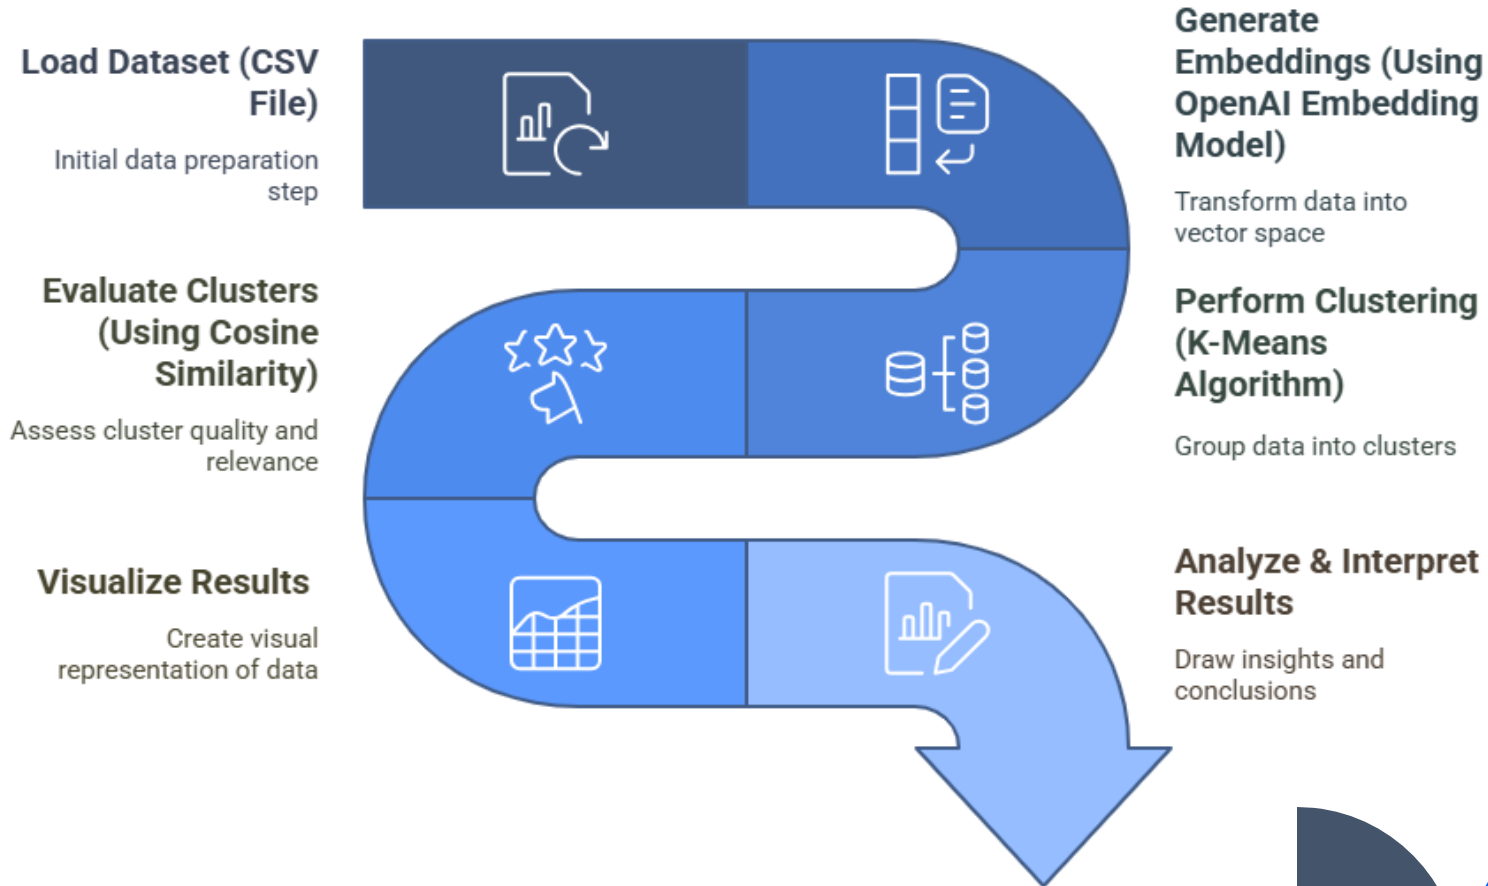 Load Dataset (CSV
File)
Initial data preparation
step
Generate
Embeddings (Using
OpenAI Embedding
Model)
Transform data into
vector space
Perform Clustering
(K-Means
Algorithm)
Group data into clusters
Evaluate Clusters
(Using Cosine
Similarity)
Assess cluster quality and
relevance
Visualize Results
Create visual
representation of data
Analyze & Interpret
Results
Draw insights and
conclusions